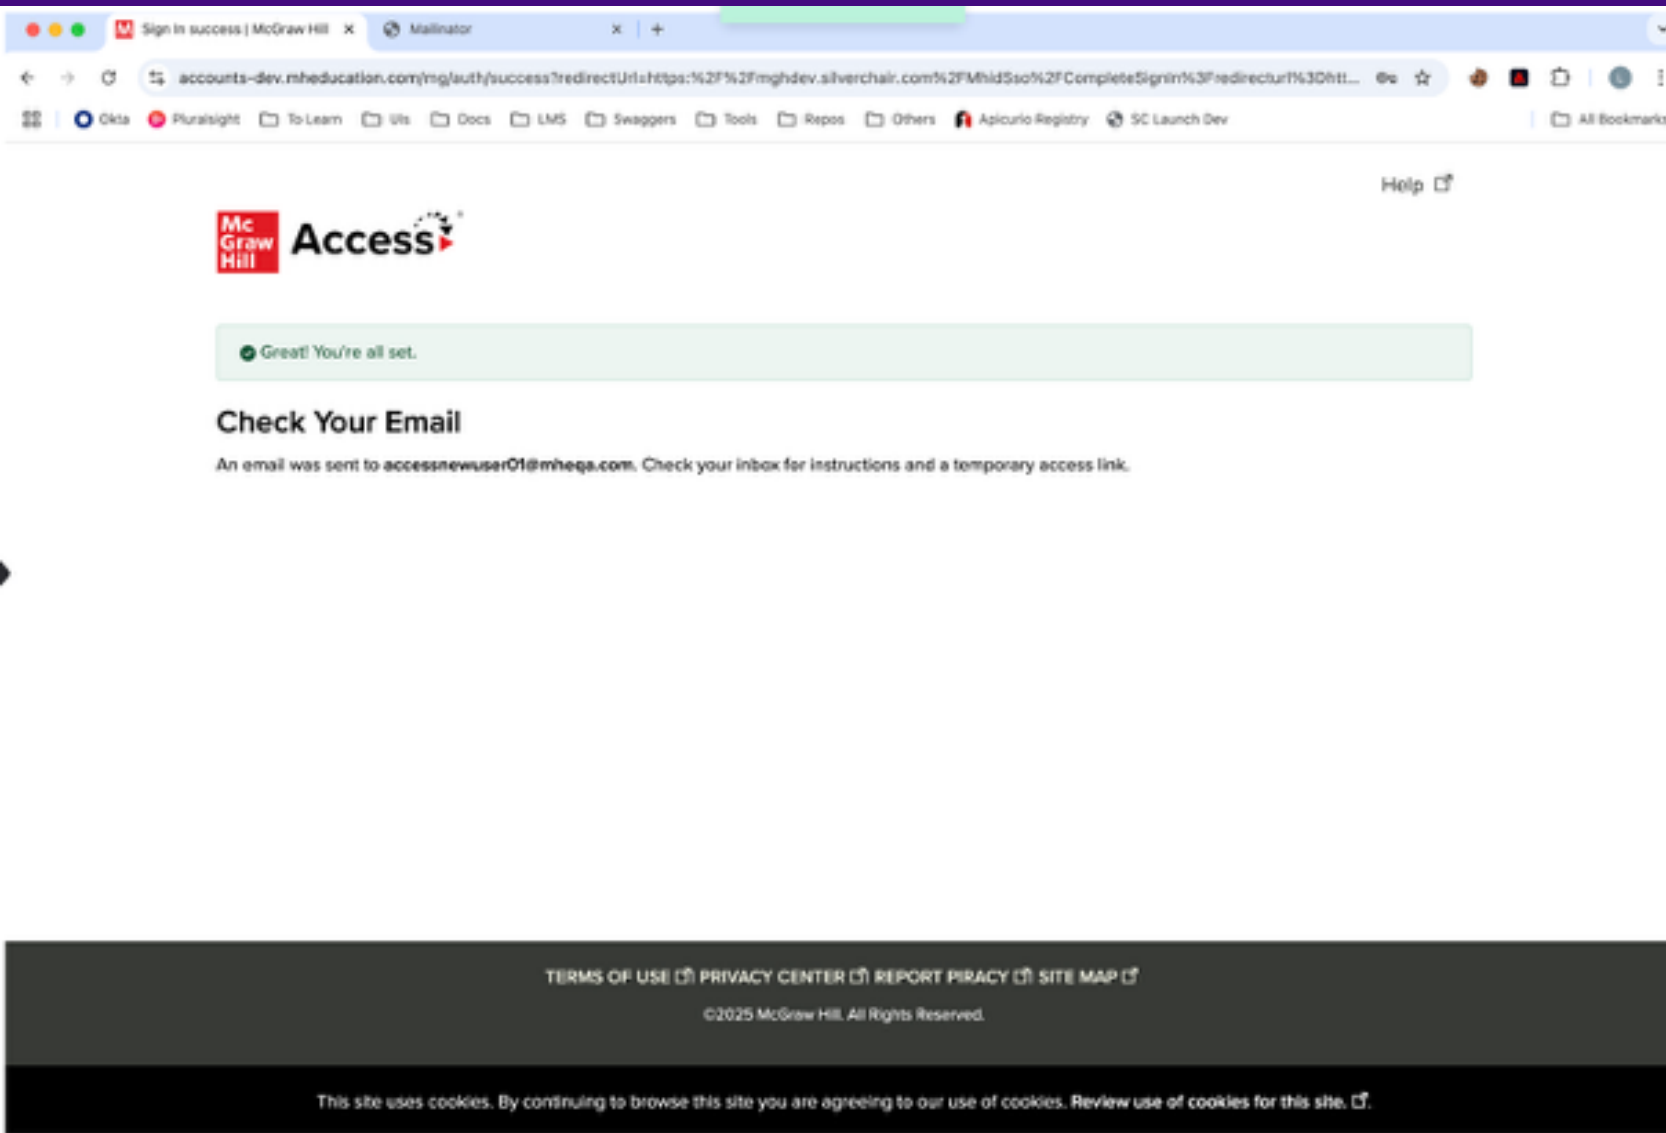 Sign In success | McGraw Hill
Mailinator
accounts-dev.mheducation.com/mg/auth/success?redirectUrl=https:%2F%2Fmghdev.silverchair.com%2FMhidSso%2FCompleteSignin%3Fredirecturl%3Dhtt...
Okta Pluralsight To Learn UIs Docs LMS Swaggers Tools Repos Others Apicurio Registry SC Launch Dev All Bookmarks
Help
Mc Graw Hill
Access
Great! You're all set.
Check Your Email
An email was sent to accessnewuser01@mheqa.com. Check your inbox for instructions and a temporary access link.
TERMS OF USE PRIVACY CENTER REPORT PIRACY SITE MAP
©2025 McGraw Hill. All Rights Reserved.
This site uses cookies. By continuing to browse this site you are agreeing to our use of cookies. Review use of cookies for this site.